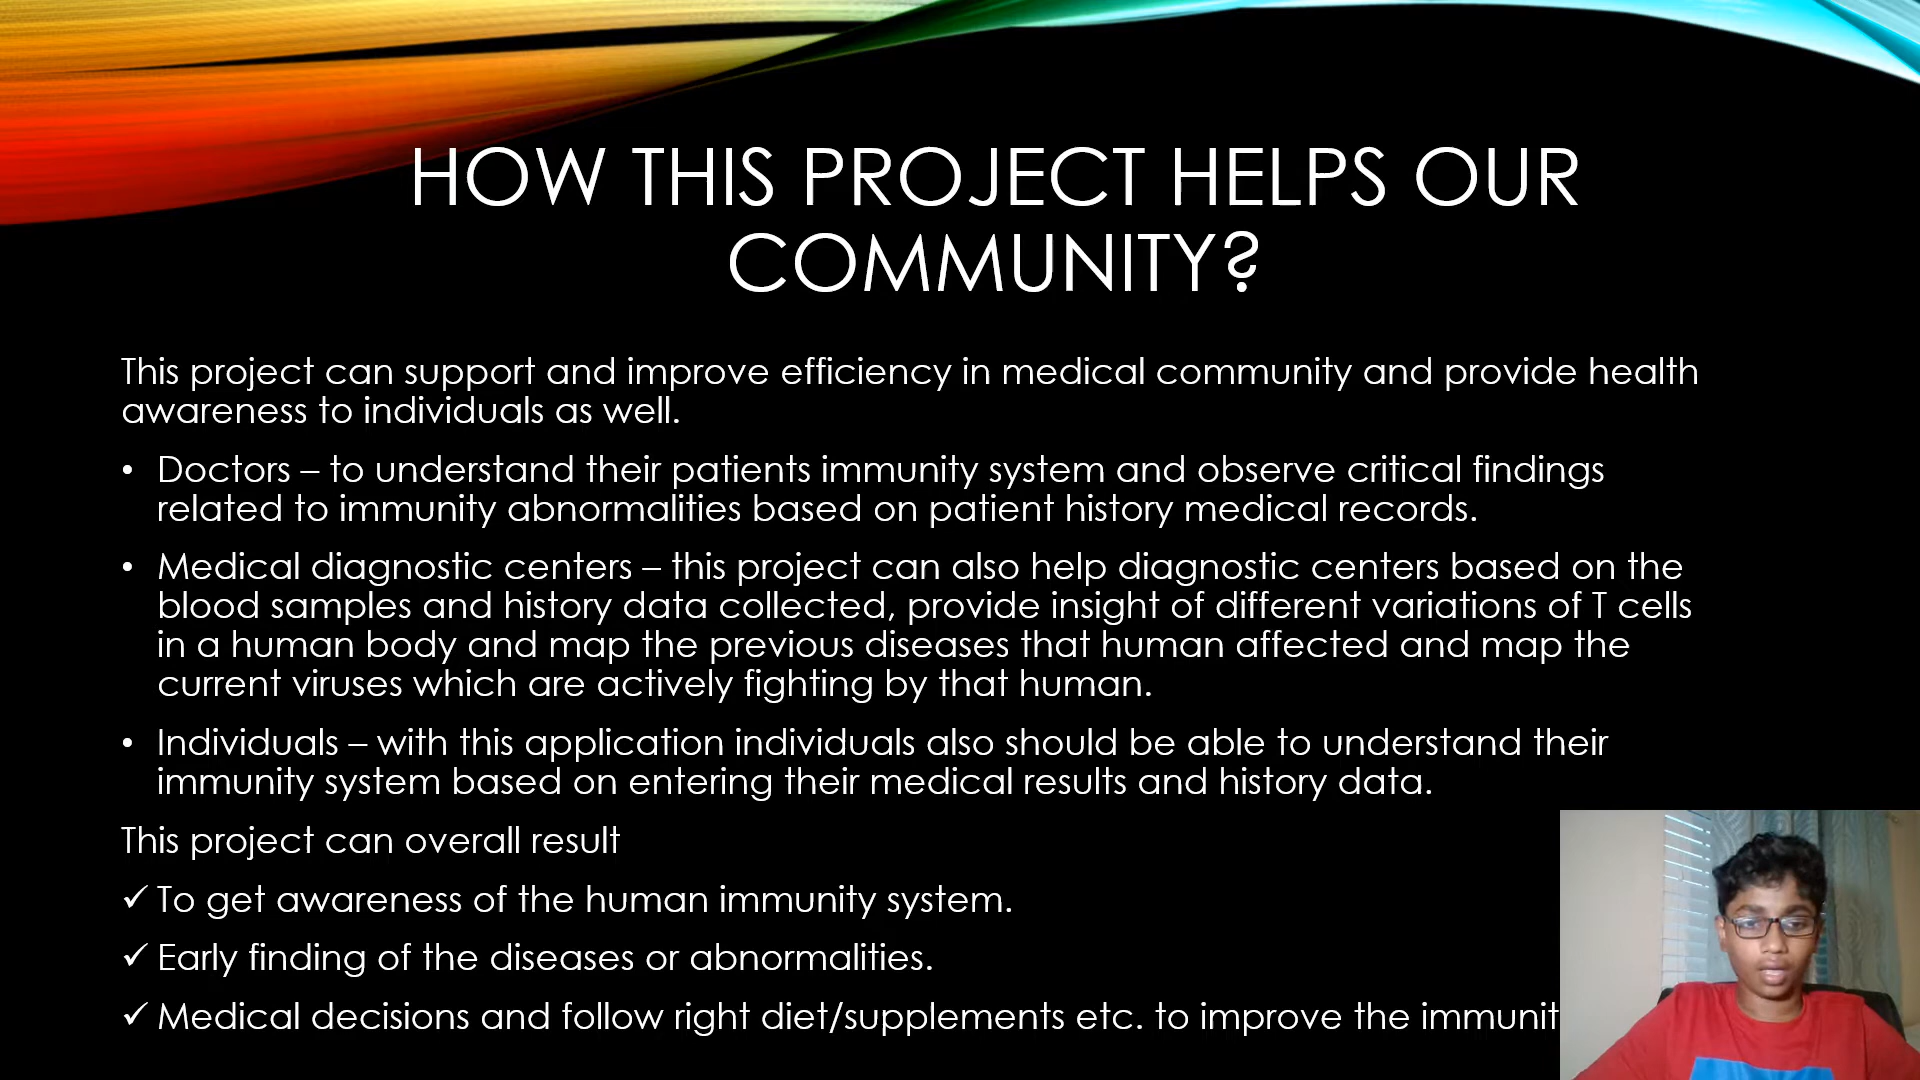 HOW THIS PROJECT HELPS OUR
COMMUNITY?
This project can support and improve efficiency in medical community and provide health
awareness to individuals as well.
• Doctors – to understand their patients immunity system and observe critical findings
related to immunity abnormalities based on patient history medical records.
• Medical diagnostic centers – this project can also help diagnostic centers based on the
blood samples and history data collected, provide insight of different variations of T cells
in a human body and map the previous diseases that human affected and map the
current viruses which are actively fighting by that human.
• Individuals – with this application individuals also should be able to understand their
immunity system based on entering their medical results and history data.
This project can overall result
✓ To get awareness of the human immunity system.
✓ Early finding of the diseases or abnormalities.
✓ Medical decisions and follow right diet/supplements etc. to improve the immunit